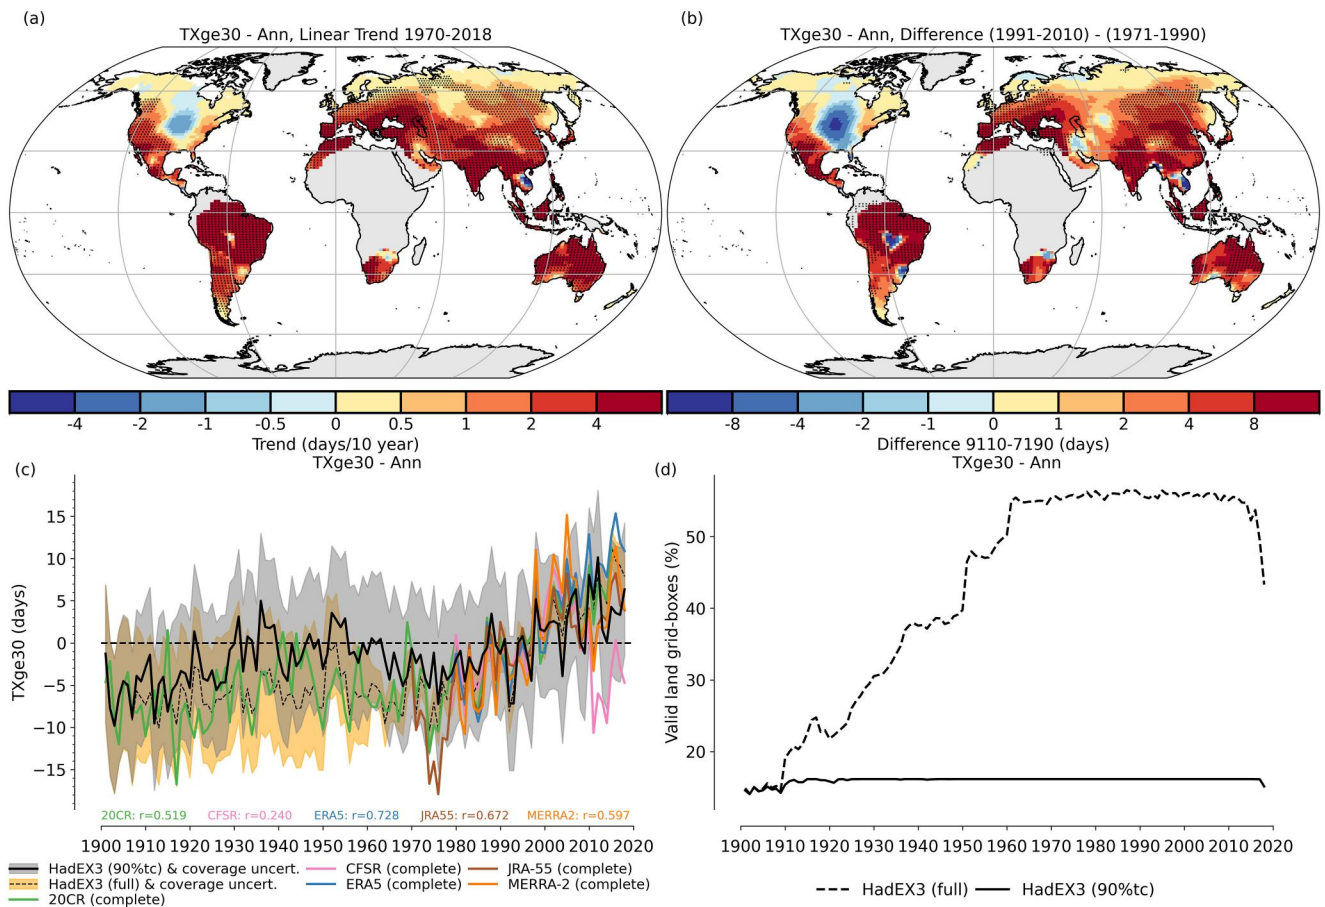 (a)
TXge30 - Ann, Linear Trend 1970-2018
-4 -2 -1 -0.5 0 0.5 1 2 4
Trend (days/10 year)
(b)
TXge30 - Ann, Difference (1991-2010) - (1971-1990)
-8 -4 -2 -1 0 1 2 4 8
Difference 9110-7190 (days)
(c)
TXge30 - Ann
TXge30 (days)
15
10
5
0
−5
−10
−15
20CR: r=0.519 CFSR: r=0.240 ERA5: r=0.728 JRA55: r=0.672 MERRA2: r=0.597
1900 1910 1920 1930 1940 1950 1960 1970 1980 1990 2000 2010 2020
HadEX3 (90%tc) & coverage uncert.
HadEX3 (full) & coverage uncert.
20CR (complete)
CFSR (complete)
ERA5 (complete)
JRA-55 (complete)
MERRA-2 (complete)
(d)
TXge30 - Ann
Valid land grid-boxes (%)
50
40
30
20
1900 1910 1920 1930 1940 1950 1960 1970 1980 1990 2000 2010 2020
HadEX3 (full) HadEX3 (90%tc)